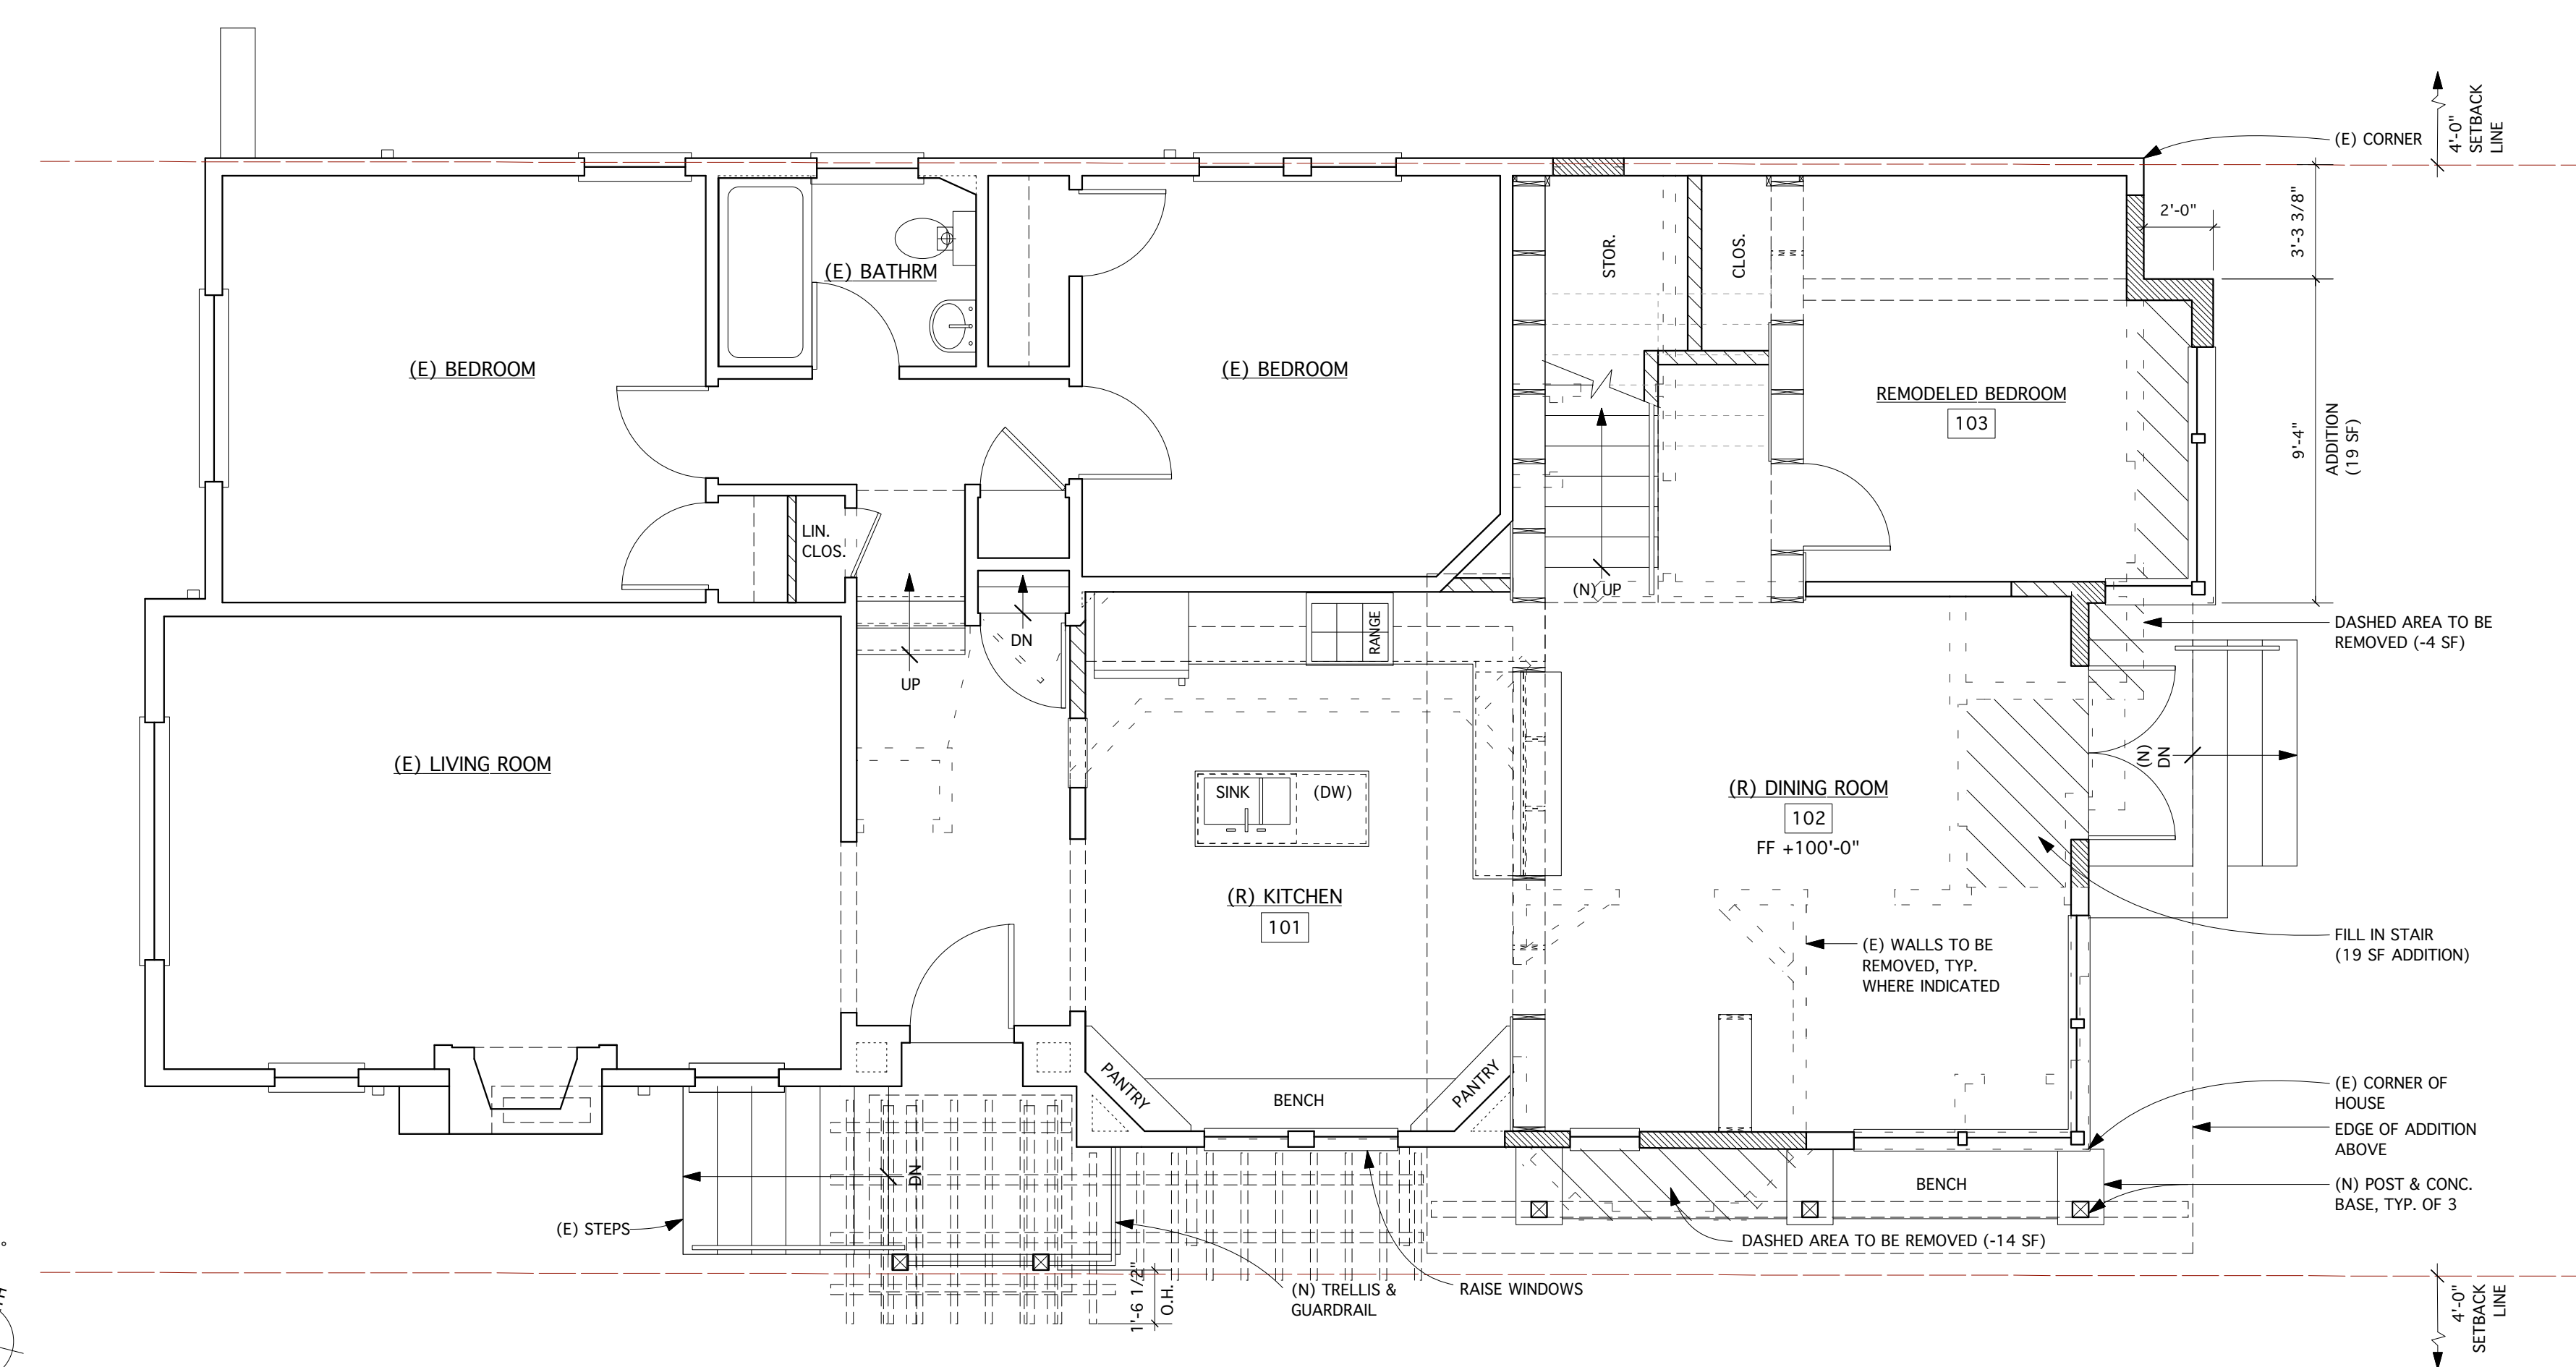 (E) CORNER
4'-0"
SETBACK
LINE
2'-0"
3'-3 3/8"
(E) BATHRM
STOR.
CLOS.
(E) BEDROOM
(E) BEDROOM
REMODELED BEDROOM
103
9'-4"
ADDITION
(19 SF)
LIN.
CLOS.
(N) UP
DN
UP
RANGE
DASHED AREA TO BE
REMOVED (-4 SF)
(E) LIVING ROOM
SINK
(DW)
(R) DINING ROOM
102
FF +100'-0"
(N)
DN
(R) KITCHEN
101
(E) WALLS TO BE
REMOVED, TYP.
WHERE INDICATED
FILL IN STAIR
(19 SF ADDITION)
PANTRY
BENCH
PANTRY
(E) CORNER OF
HOUSE
EDGE OF ADDITION
ABOVE
DN
BENCH
(N) POST & CONC.
BASE, TYP. OF 3
(E) STEPS
DASHED AREA TO BE REMOVED (-14 SF)
1'-6 1/2"
O.H.
(N) TRELLIS &
GUARDRAIL
RAISE WINDOWS
4'-0"
SETBACK
LINE